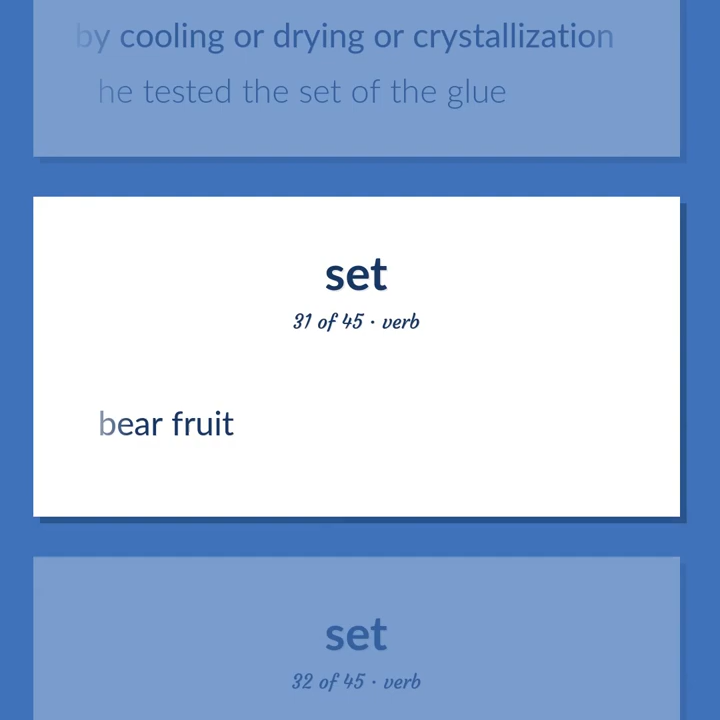 by cooling or drying or crystallization
he tested the set of the glue
set
31 of 45 · verb
bear fruit
set
32 of 45 · verb